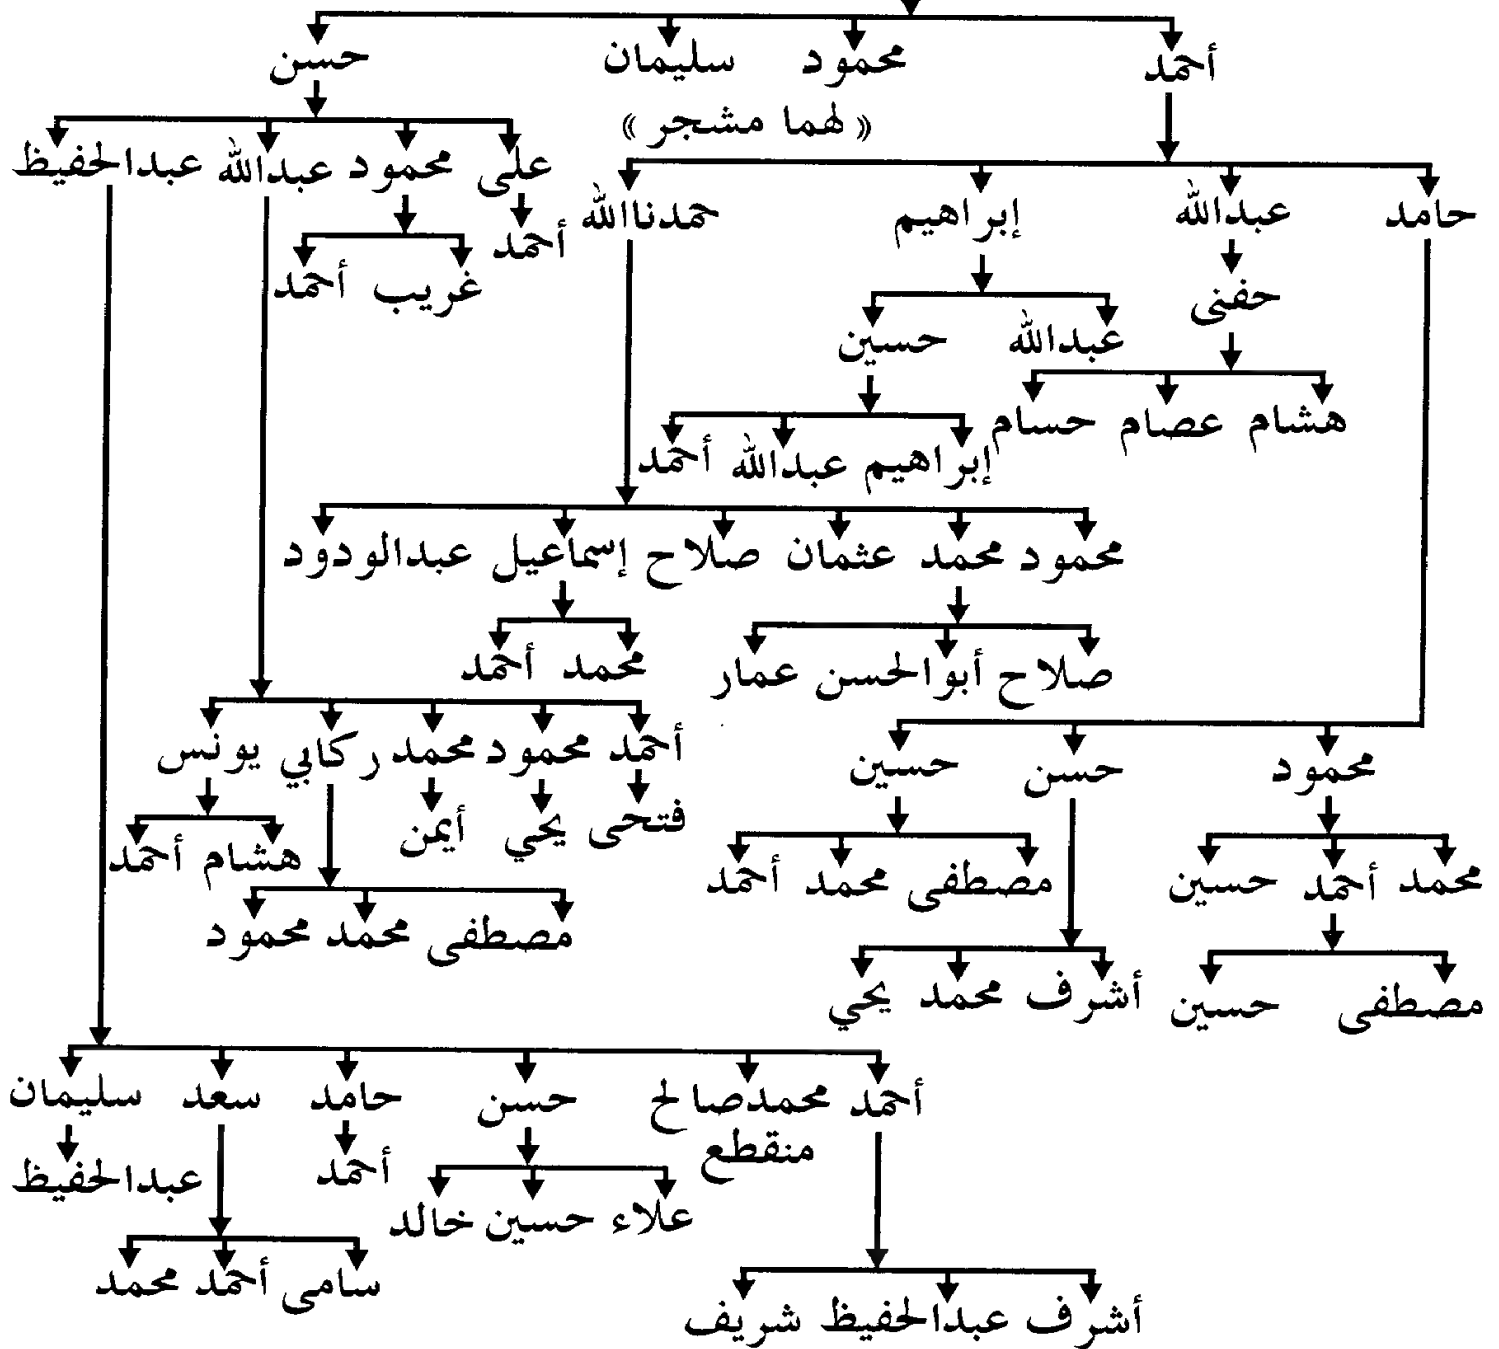 أحمد محمود سليمان حسن
« لهما مشجر »
على محمود عبدالله عبدالحفيظ
حامد عبدالله إبراهيم حمدناالله
أحمد
غريب أحمد
حفنى
عبدالله حسين
هشام عصام حسام
إبراهيم عبدالله أحمد
محمود محمد عثمان صلاح إسماعيل عبدالودود
محمد أحمد
صلاح أبوالحسن عمار
أحمد محمود محمد ركابي يونس
محمود حسن حسين
فتحى يحي أيمن
هشام أحمد
محمد أحمد حسين
مصطفى محمد أحمد
مصطفى محمد محمود
مصطفى حسين
أشرف محمد يحي
أحمد محمدصالح حسن حامد سعد سليمان
منقطع
أحمد
عبدالحفيظ
علاء حسين خالد
سامى أحمد محمد
أشرف عبدالحفيظ شريف